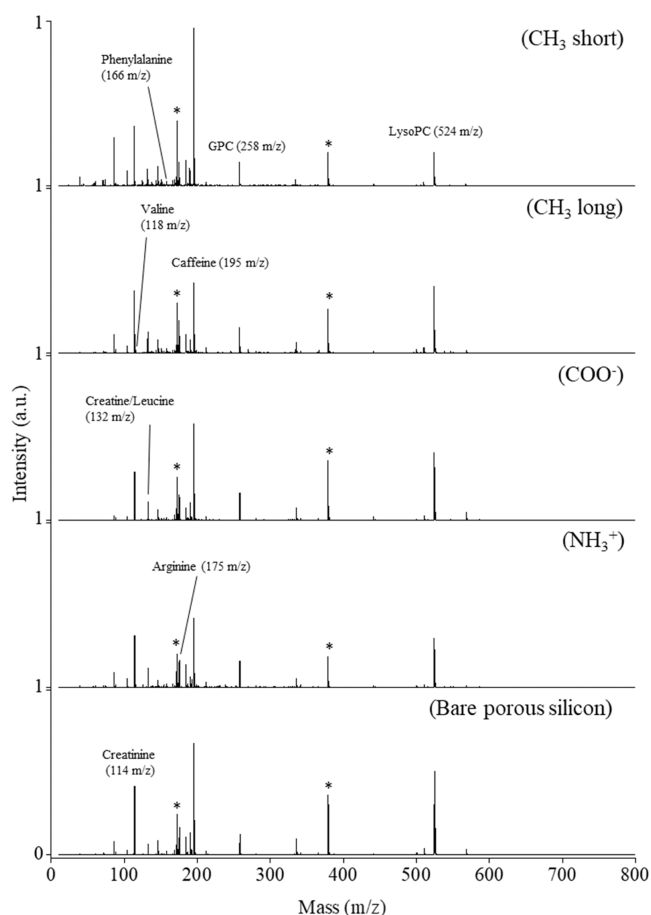 1
(CH₃ short)
Phenylalanine
(166 m/z)
*
*
GPC (258 m/z)
LysoPC (524 m/z)
1
(CH₃ long)
Valine
(118 m/z)
Caffeine (195 m/z)
*
*
1
(COO⁻)
Creatine/Leucine
(132 m/z)
*
*
1
(NH₃⁺)
Arginine (175 m/z)
*
*
1
(Bare porous silicon)
Creatinine
(114 m/z)
*
*
0
0 100 200 300 400 500 600 700 800
Mass (m/z)
Intensity (a.u.)